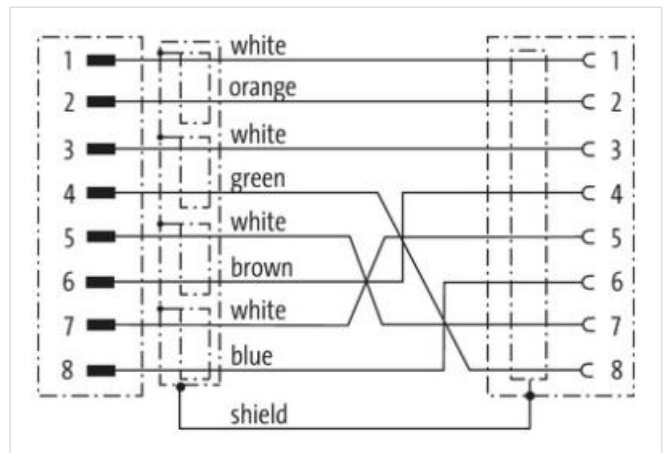 1 white 1
2 orange 2
3 white 3
4 green 4
5 white 5
6 brown 6
7 white 7
8 blue 8
shield